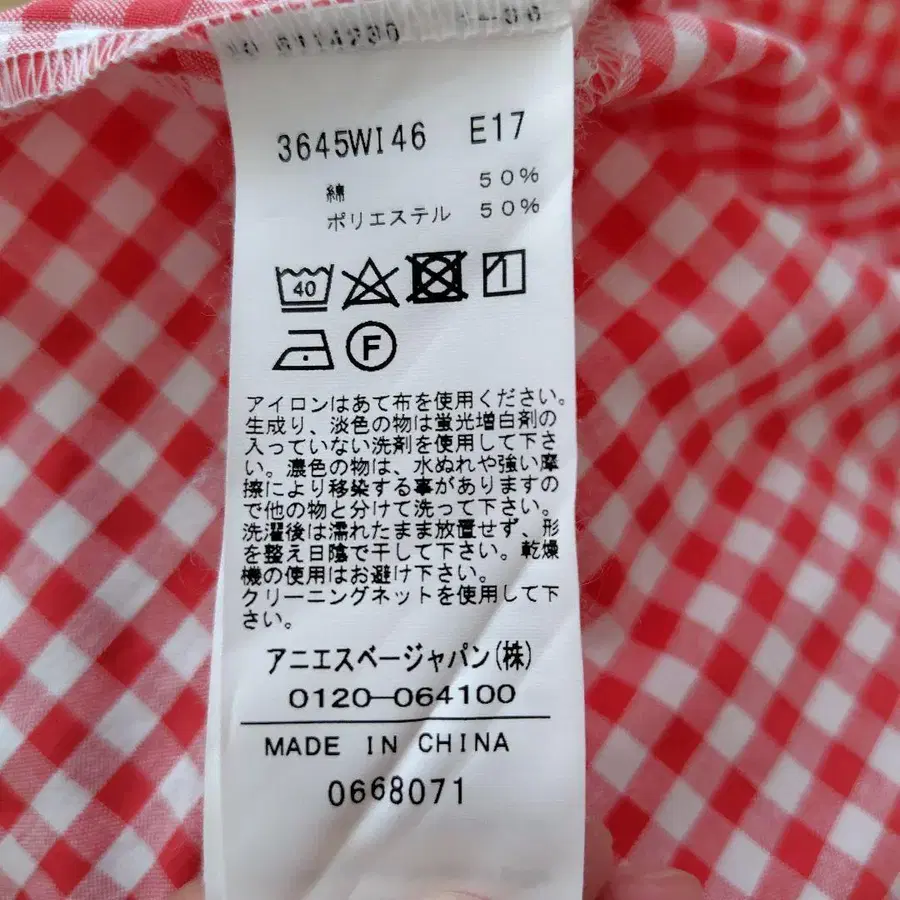 3645WI46 E17
綿 50%
ポリエステル 50%
40
F
アイロンはあて布を使用ください。
生成り、淡色の物は蛍光増白剤の
入っていない洗剤を使用して下さ
い。濃色の物は、水ぬれや強い摩
擦により移染する事がありますの
で他の物と分けて洗って下さい。
洗濯後は濡れたまま放置せず、形
を整え日陰で干して下さい。乾燥
機の使用はお避け下さい。
クリーニングネットを使用して下
さい。
アニエスベージャパン(株)
0120-064100
MADE IN CHINA
0668071